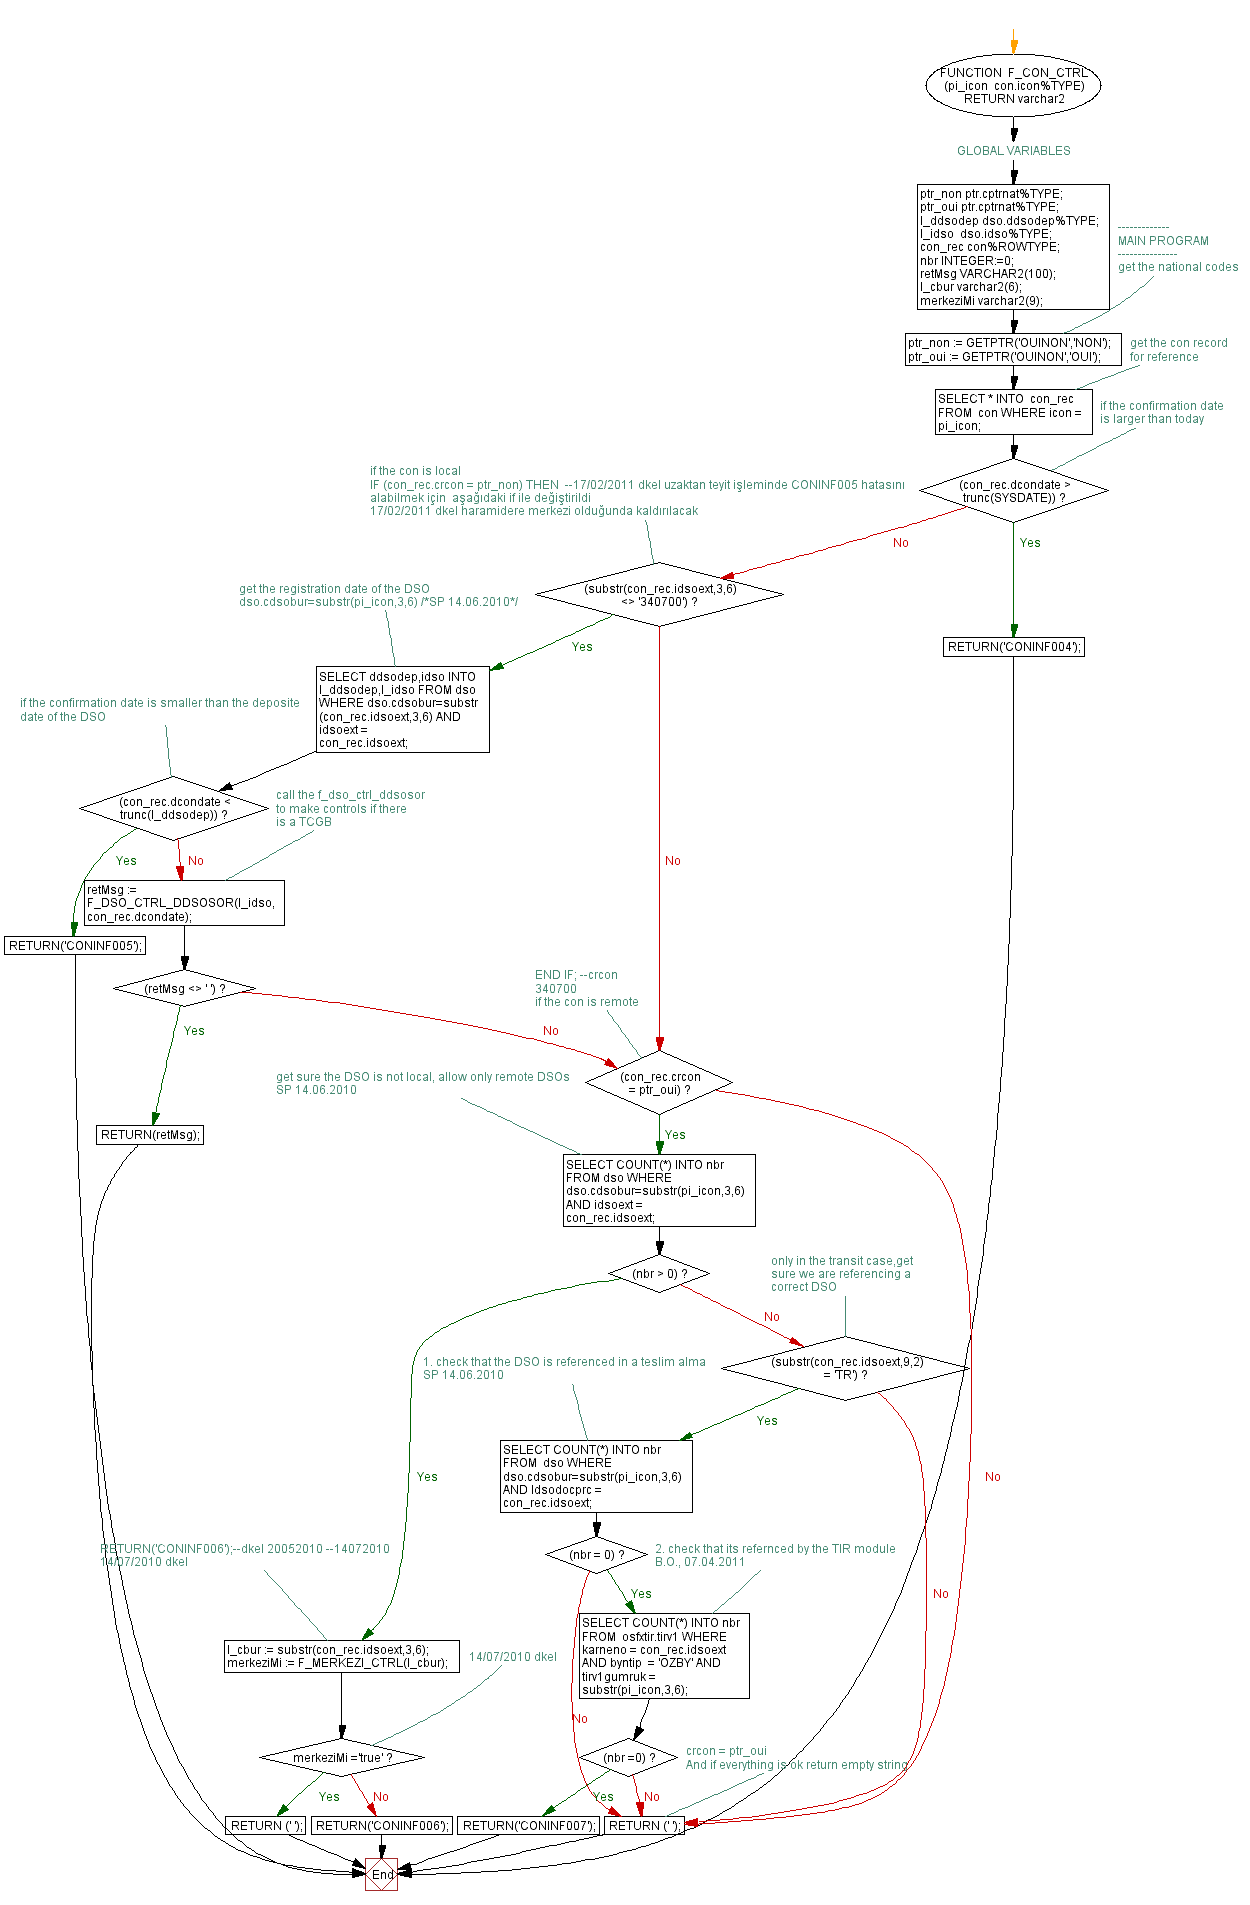 FUNCTION F_CON_CTRL
(pi_icon con.icon%TYPE)
RETURN varchar2
GLOBAL VARIABLES
ptr_non ptr.cptrnat%TYPE;
ptr_oui ptr.cptrnat%TYPE;
l_ddsodep dso.ddsodep%TYPE;
l_idso dso.idso%TYPE;
con_rec con%ROWTYPE;
nbr INTEGER:=0;
retMsg VARCHAR2(100);
l_cbur varchar2(6);
merkeziMi varchar2(9);
-------------
MAIN PROGRAM
---------------
get the national codes
ptr_non := GETPTR('OUINON','NON');
ptr_oui := GETPTR('OUINON','OUI');
get the con record
for reference
SELECT * INTO con_rec
FROM con WHERE icon =
pi_icon;
if the confirmation date
is larger than today
(con_rec.dcondate >
trunc(SYSDATE)) ?
No
Yes
if the con is local
IF (con_rec.crcon = ptr_non) THEN --17/02/2011 dkel uzaktan teyit işleminde CONINF005 hatasını
alabilmek için aşağıdaki if ile değiştirildi
17/02/2011 dkel haramidere merkezi olduğunda kaldırılacak
(substr(con_rec.idsoext,3,6)
<> '340700') ?
RETURN('CONINF004');
get the registration date of the DSO
dso.cdsobur=substr(pi_icon,3,6) /*SP 14.06.2010*/
Yes
No
SELECT ddsodep,idso INTO
l_ddsodep,l_idso FROM dso
WHERE dso.cdsobur=substr
(con_rec.idsoext,3,6) AND
idsoext =
con_rec.idsoext;
if the confirmation date is smaller than the deposite
date of the DSO
(con_rec.dcondate <
trunc(l_ddsodep)) ?
call the f_dso_ctrl_ddsosor
to make controls if there
is a TCGB
Yes
No
retMsg :=
F_DSO_CTRL_DDSOSOR(l_idso,
con_rec.dcondate);
RETURN('CONINF005');
(retMsg <> ' ') ?
Yes
No
END IF; --crcon
340700
if the con is remote
(con_rec.crcon
= ptr_oui) ?
get sure the DSO is not local, allow only remote DSOs
SP 14.06.2010
RETURN(retMsg);
Yes
No
SELECT COUNT(*) INTO nbr
FROM dso WHERE
dso.cdsobur=substr(pi_icon,3,6)
AND idsoext =
con_rec.idsoext;
(nbr > 0) ?
Yes
No
only in the transit case,get
sure we are referencing a
correct DSO
(substr(con_rec.idsoext,9,2)
= 'TR') ?
Yes
No
1. check that the DSO is referenced in a teslim alma
SP 14.06.2010
SELECT COUNT(*) INTO nbr
FROM dso WHERE
dso.cdsobur=substr(pi_icon,3,6)
AND ldsodocprc =
con_rec.idsoext;
(nbr = 0) ?
Yes
No
2. check that its refernced by the TIR module
B.O., 07.04.2011
SELECT COUNT(*) INTO nbr
FROM osfxtir.tirv1 WHERE
karneno = con_rec.idsoext
AND byntip = 'OZBY' AND
tirv1gumruk =
substr(pi_icon,3,6);
RETURN('CONINF006');--dkel 20052010 --14072010
14/07/2010 dkel
l_cbur := substr(con_rec.idsoext,3,6);
merkeziMi := F_MERKEZI_CTRL(l_cbur);
14/07/2010 dkel
merkeziMi ='true' ?
Yes
No
(nbr =0) ?
Yes
No
crcon = ptr_oui
And if everything is ok return empty string
RETURN (' ');
RETURN('CONINF006');
RETURN('CONINF007');
RETURN (' ');
End